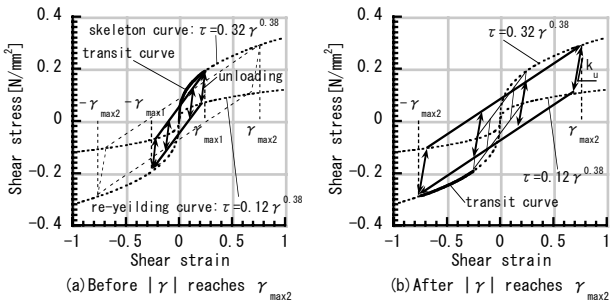 skeleton curve: τ=0.32γ^0.38
transit curve
unloading
-γmax2
-γmax1
γmax1
γmax2
re-yeilding curve: τ=0.12γ^0.38
Shear stress[N/mm²]
0.4
0.2
0
-0.2
-0.4
-1 -0.5 0 0.5 1
Shear strain
(a)Before |γ| reaches γmax2
τ=0.32γ^0.38
ku
-γmax2
γmax2
τ=0.12γ^0.38
transit curve
Shear stress[N/mm²]
0.4
0.2
0
-0.2
-0.4
-1 -0.5 0 0.5 1
Shear strain
(b)After |γ| reaches γmax2